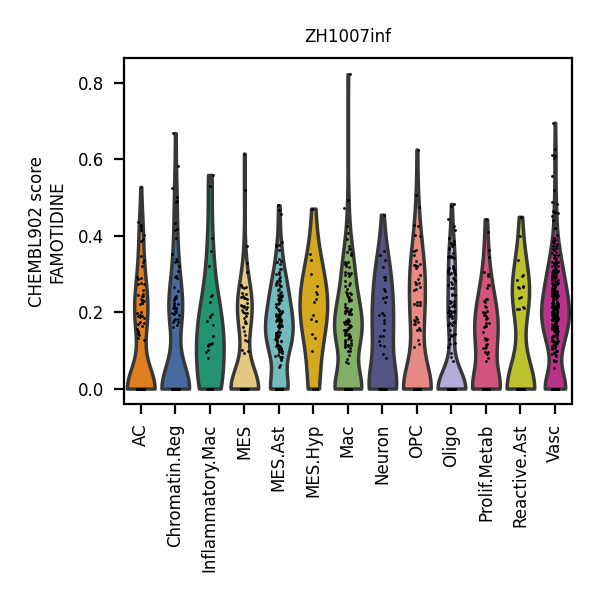 ZH1007inf
CHEMBL902 score
FAMOTIDINE
0.8
0.6
0.4
0.2
0.0
AC
Chromatin.Reg
Inflammatory.Mac
MES
MES.Ast
MES.Hyp
Mac
Neuron
OPC
Oligo
Prolif.Metab
Reactive.Ast
Vasc